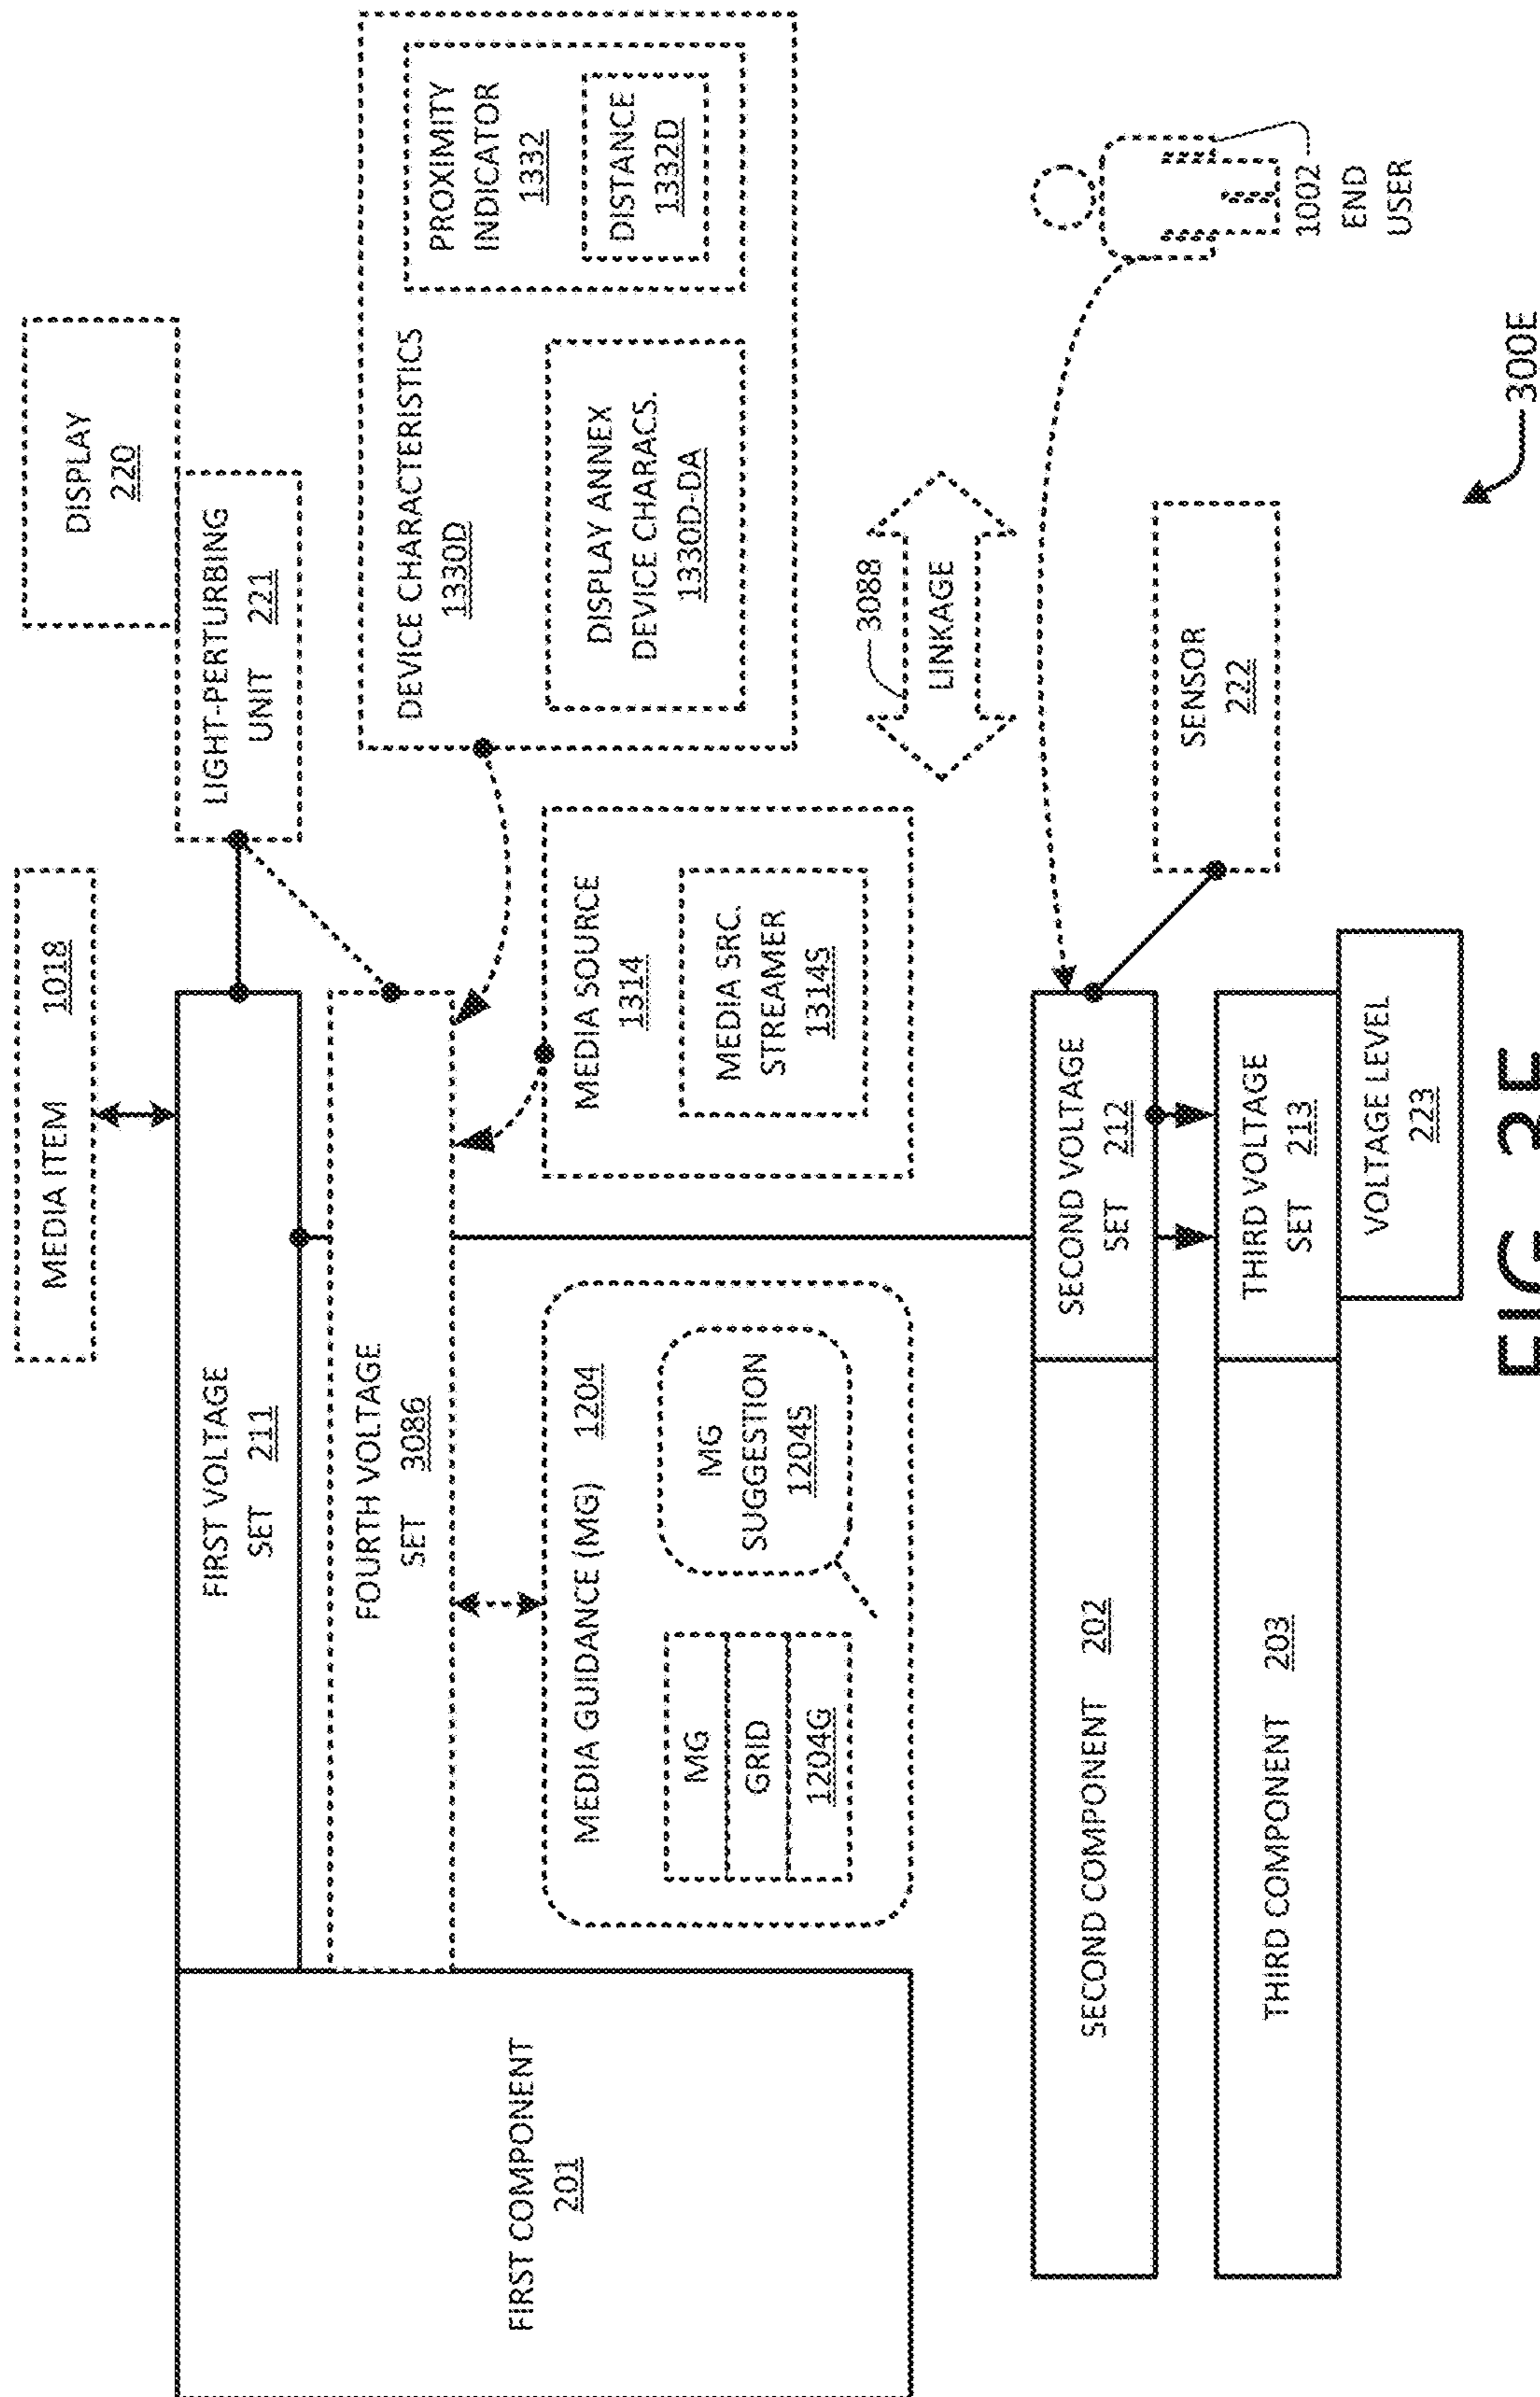 MEDIA ITEM 1018
DISPLAY
220
FIRST VOLTAGE
SET 211
LIGHT-PERTURBING
UNIT 221
FOURTH VOLTAGE
SET 3086
DEVICE CHARACTERISTICS
1330D
PROXIMITY
INDICATOR
1332
DISTANCE
1332D
DISPLAY ANNEX
DEVICE CHARACS.
1330D-DA
FIRST COMPONENT
201
MEDIA GUIDANCE (MG) 1204
MG
GRID
1204G
MG
SUGGESTION
1204S
MEDIA SOURCE
1314
MEDIA SRC.
STREAMER
1314S
3088
LINKAGE
SECOND COMPONENT 202
SECOND VOLTAGE
SET 212
SENSOR
222
1002
END
USER
THIRD COMPONENT 203
THIRD VOLTAGE
SET 213
VOLTAGE LEVEL
223
300E